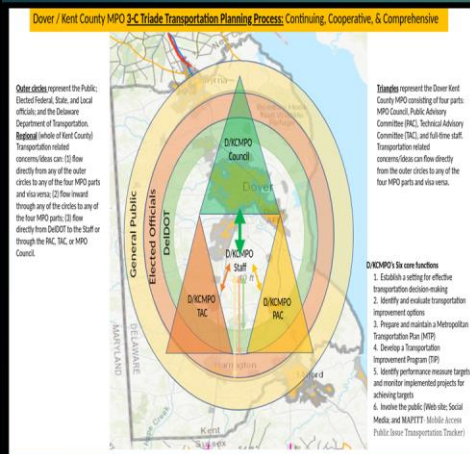 Dover / Kent County MPO 3-C Triade Transportation Planning Process: Continuing, Cooperative, & Comprehensive
Outer circles represent the Public;
Elected Federal, State, and Local
officials; and the Delaware
Department of Transportation.
Regional (whole of Kent County)
Transportation related
concerns/ideas can: (1) flow
directly from any of the outer
circles to any of the four MPO parts
and visa versa; (2) flow inward
through any of the circles to any of
the four MPO parts; (3) flow
directly from DelDOT to the Staff or
through the PAC, TAC, or MPO
Council.
General Public
Elected Officials
DelDOT
D/KCMPO
Council
Dover
D/KCMPO
Staff
D/KCMPO
TAC
D/KCMPO
PAC
Harrington
Milford
MARYLAND
DELAWARE
Kent
Sussex
Triangles represent the Dover Kent
County MPO consisting of four parts:
MPO Council, Public Advisory
Committee (PAC), Technical Advisory
Committee (TAC), and full-time staff.
Transportation related
concerns/ideas can flow directly
from the outer circles to any of the
four MPO parts and visa versa.
D/KCMPO's Six core functions
1. Establish a setting for effective
transportation decision-making
2. Identify and evaluate transportation
improvement options
3. Prepare and maintain a Metropolitan
Transportation Plan (MTP)
4. Develop a Transportation
Improvement Program (TIP)
5. Identify performance measure targets
and monitor implemented projects for
achieving targets
6. Involve the public (Web site; Social
Media; and MAPITT- Mobile Access
Public Issue Transportation Tracker)